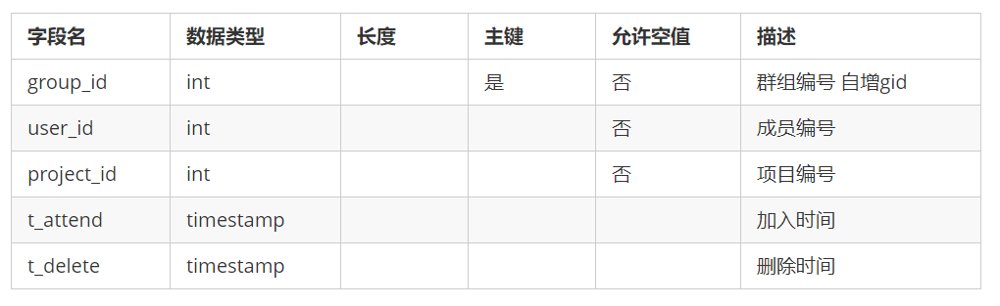 字段名 数据类型 长度 主键 允许空值 描述
group_id int 是 否 群组编号 自增gid
user_id int 否 成员编号
project_id int 否 项目编号
t_attend timestamp 加入时间
t_delete timestamp 删除时间